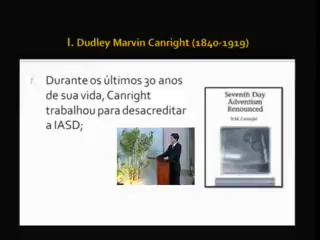 I. Dudley Marvin Canright (1840-1919)
f. Durante os últimos 30 anos
de sua vida, Canright
trabalhou para desacreditar
a IASD;
Seventh Day
Adventism
Renounced
D.M. Canright